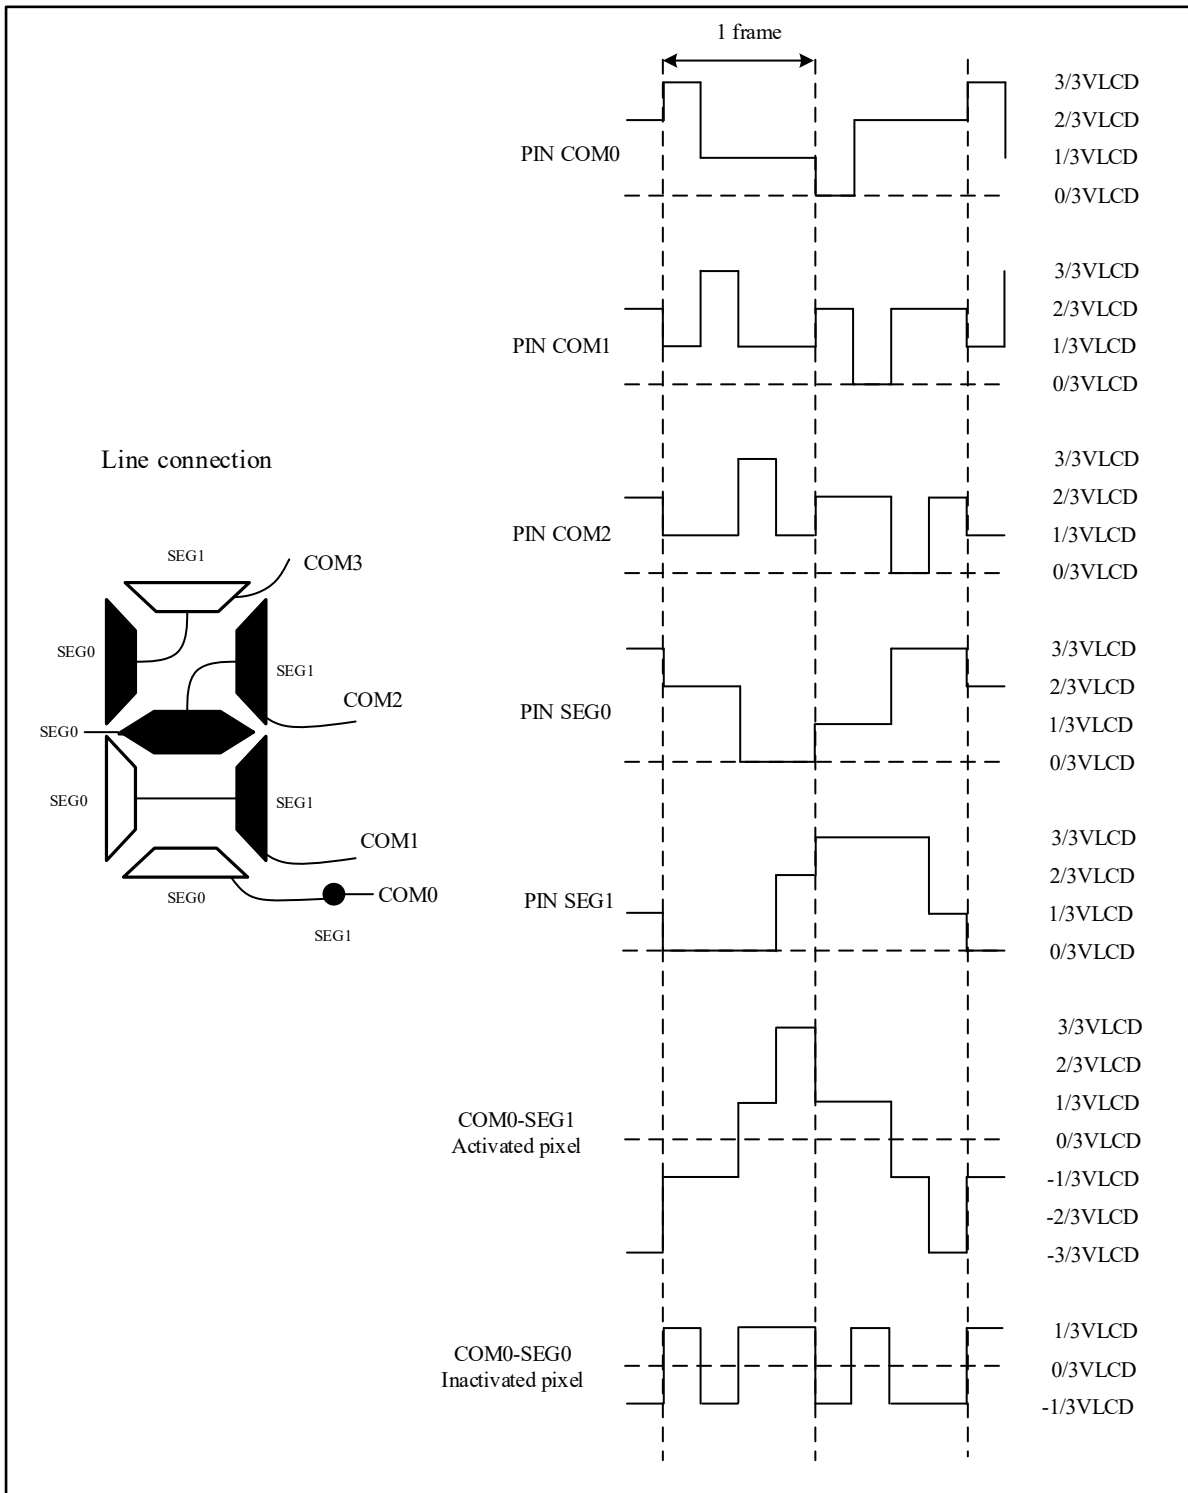 1 frame
3/3VLCD
2/3VLCD
PIN COM0
1/3VLCD
0/3VLCD
3/3VLCD
2/3VLCD
PIN COM1
1/3VLCD
0/3VLCD
Line connection
3/3VLCD
2/3VLCD
PIN COM2
1/3VLCD
0/3VLCD
SEG1
COM3
SEG0
SEG1
COM2
SEG0
SEG0
SEG1
COM1
SEG0
COM0
SEG1
3/3VLCD
2/3VLCD
PIN SEG0
1/3VLCD
0/3VLCD
3/3VLCD
2/3VLCD
PIN SEG1
1/3VLCD
0/3VLCD
3/3VLCD
2/3VLCD
1/3VLCD
COM0-SEG1
Activated pixel
0/3VLCD
-1/3VLCD
-2/3VLCD
-3/3VLCD
1/3VLCD
COM0-SEG0
Inactivated pixel
0/3VLCD
-1/3VLCD